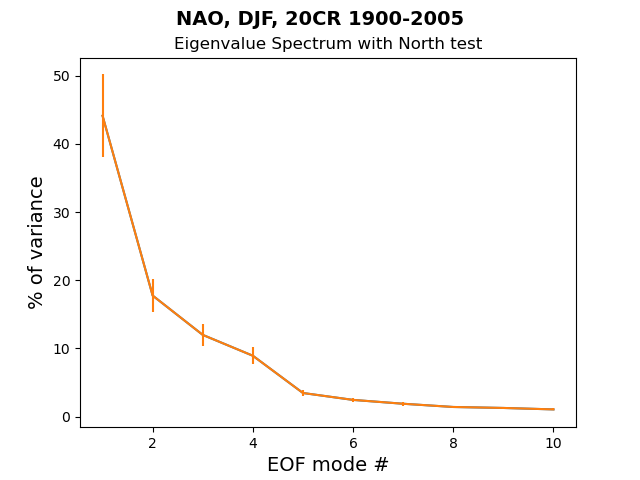 NAO, DJF, 20CR 1900-2005
Eigenvalue Spectrum with North test
50
40
30
20
10
0
% of variance
2
4
6
8
10
EOF mode #